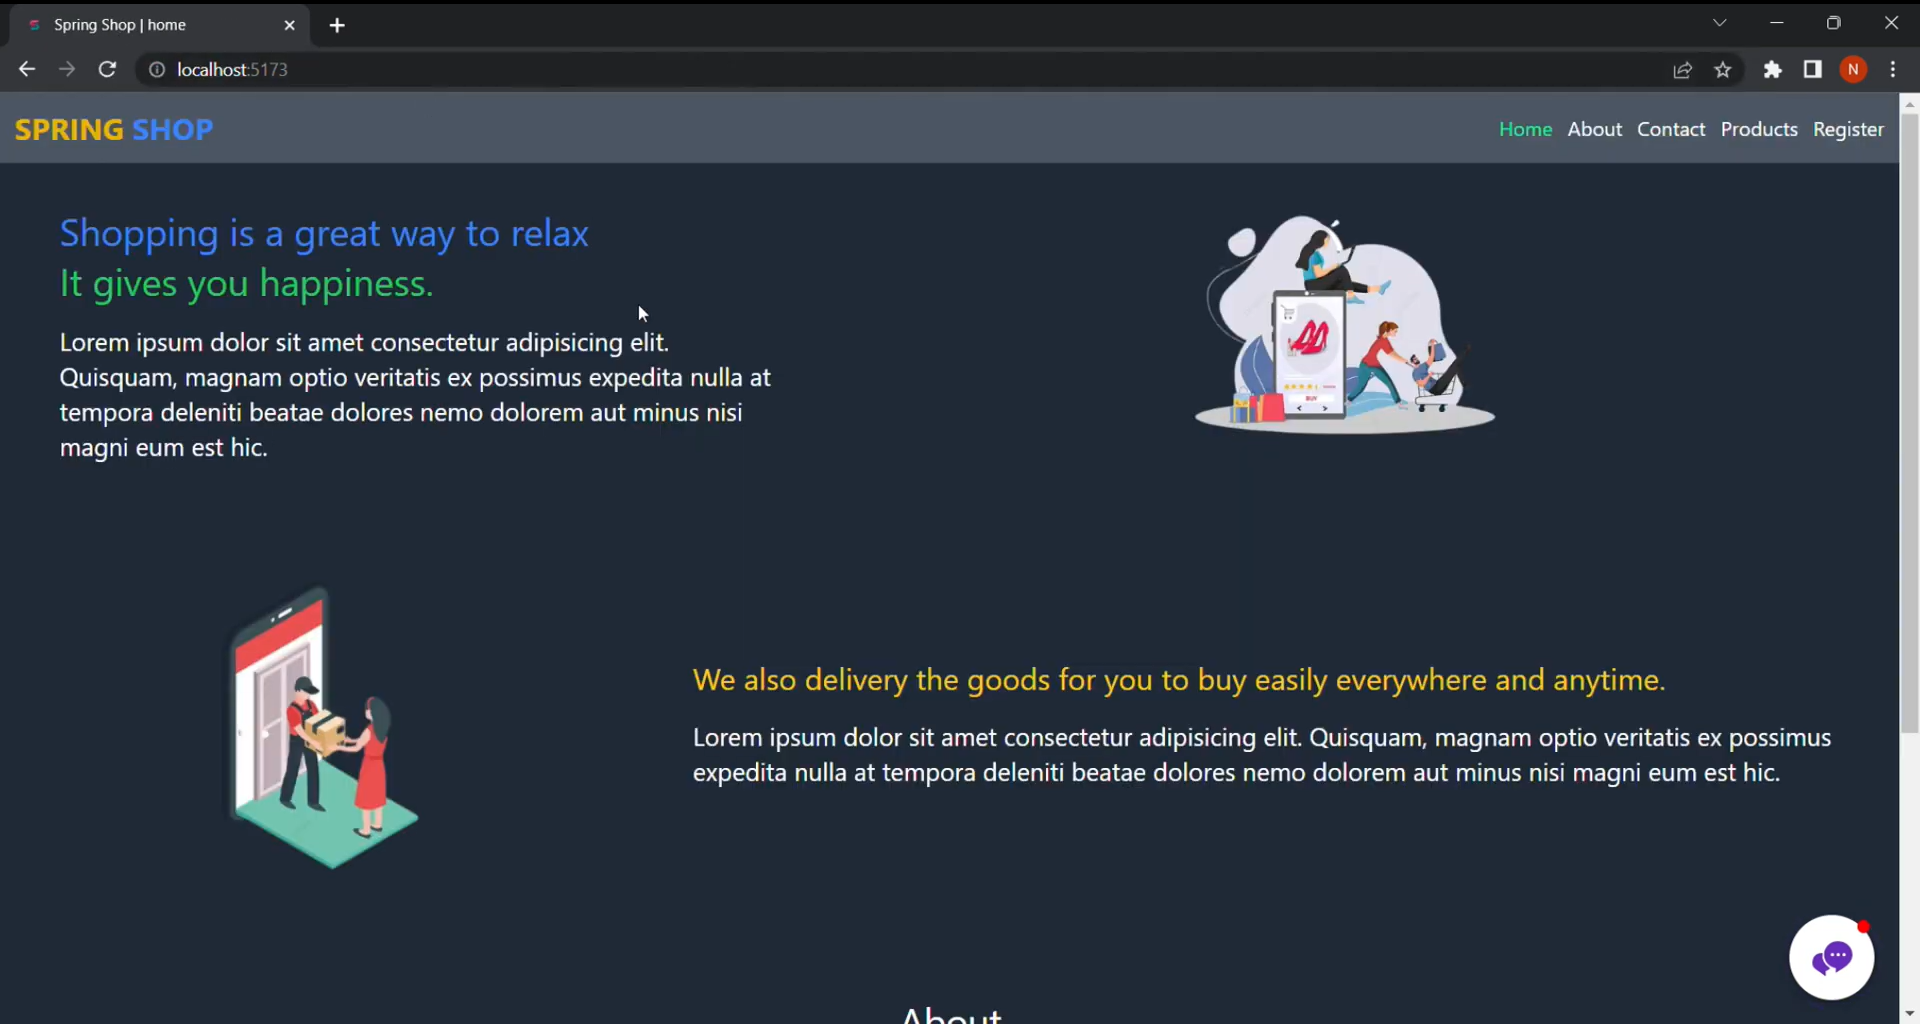 Spring Shop | home
localhost:5173
N
SPRING SHOP
Home About Contact Products Register
Shopping is a great way to relax
It gives you happiness.
Lorem ipsum dolor sit amet consectetur adipisicing elit.
Quisquam, magnam optio veritatis ex possimus expedita nulla at
tempora deleniti beatae dolores nemo dolorem aut minus nisi
magni eum est hic.
BUY
We also delivery the goods for you to buy easily everywhere and anytime.
Lorem ipsum dolor sit amet consectetur adipisicing elit. Quisquam, magnam optio veritatis ex possimus
expedita nulla at tempora deleniti beatae dolores nemo dolorem aut minus nisi magni eum est hic.
About